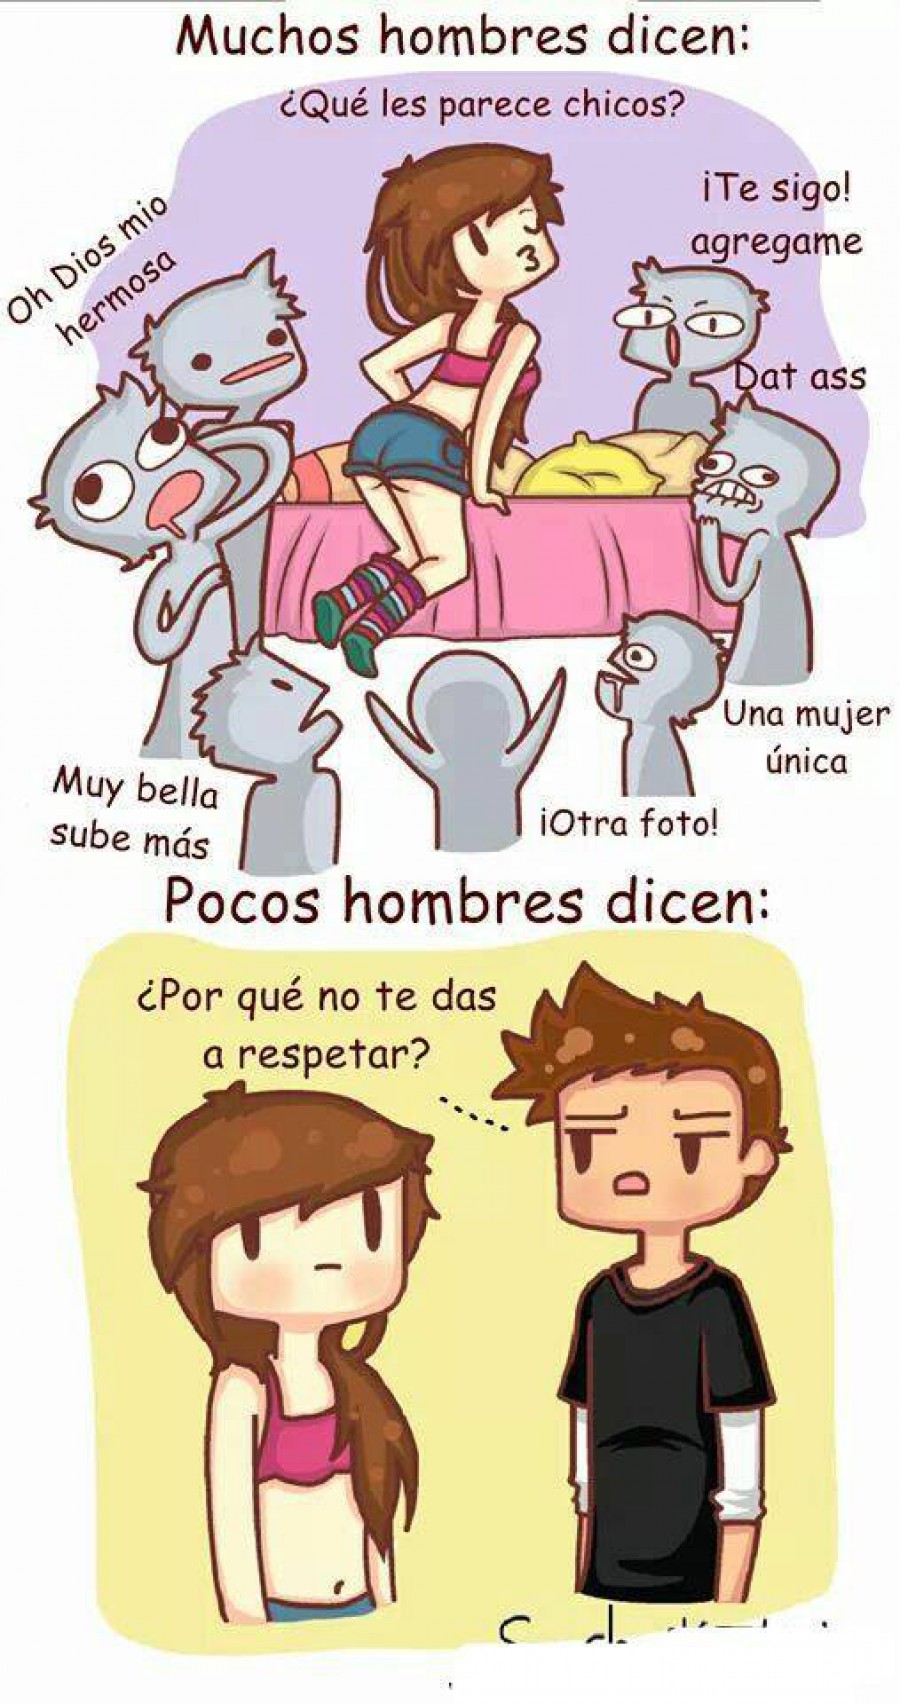 Muchos hombres dicen:
¿Qué les parece chicos?
Oh Dios mio
hermosa
¡Te sigo!
agregame
Dat ass
Una mujer
única
Muy bella
sube más
¡Otra foto!
Pocos hombres dicen:
¿Por qué no te das
a respetar?